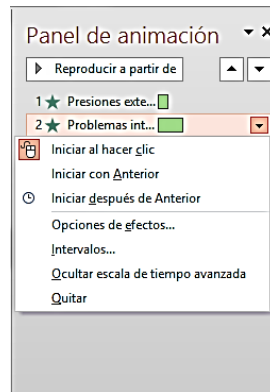 Panel de animación
Reproducir a partir de
1 Presiones exte...
2 Problemas int...
Iniciar al hacer clic
Iniciar con Anterior
Iniciar después de Anterior
Opciones de efectos...
Intervalos...
Ocultar escala de tiempo avanzada
Quitar